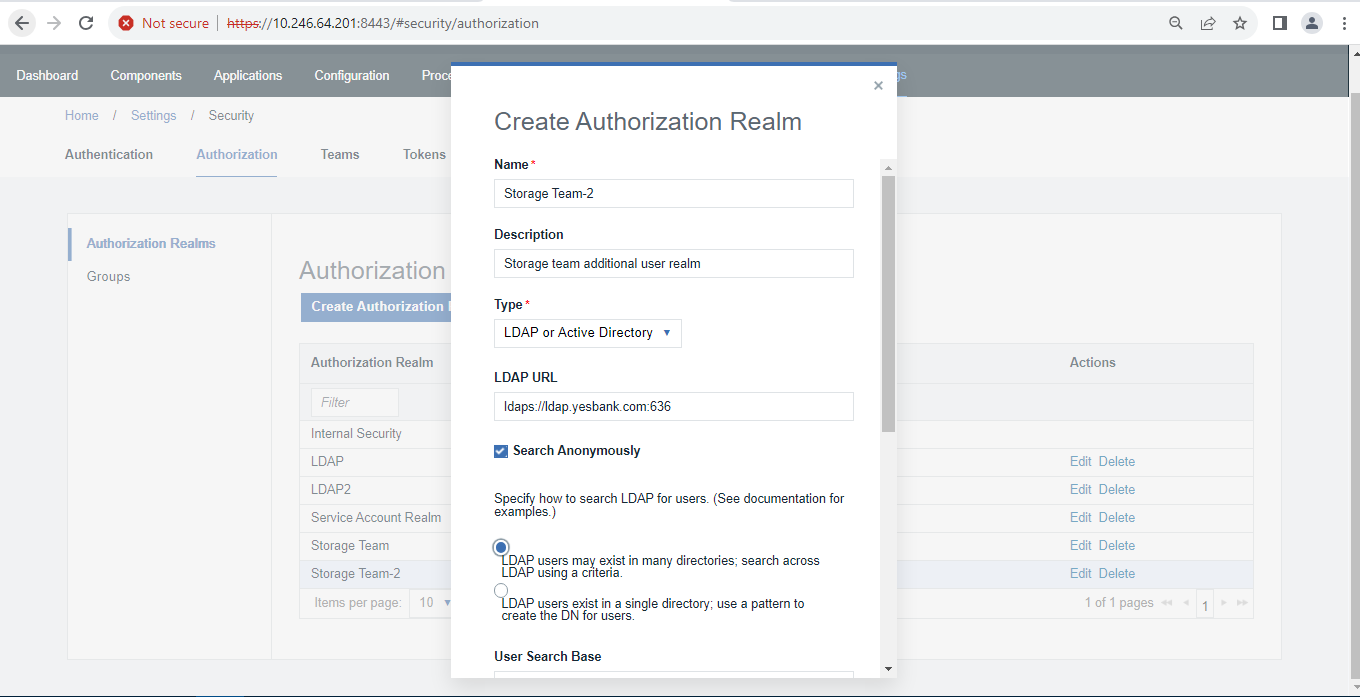 Not secure https://10.246.64.201:8443/#security/authorization
Dashboard Components Applications Configuration
Home / Settings / Security
Authentication Authorization Teams Tokens
Authorization Realms
Groups
Authorization
Create Authorization
Authorization Realm Actions
Filter
Internal Security
LDAP Edit Delete
LDAP2 Edit Delete
Service Account Realm Edit Delete
Storage Team Edit Delete
Storage Team-2 Edit Delete
Items per page: 10 1 of 1 pages 1
×
Create Authorization Realm
Name *
Storage Team-2
Description
Storage team additional user realm
Type *
LDAP or Active Directory
LDAP URL
ldaps://ldap.yesbank.com:636
Search Anonymously
Specify how to search LDAP for users. (See documentation for
examples.)
LDAP users may exist in many directories; search across
LDAP using a criteria.
LDAP users exist in a single directory; use a pattern to
create the DN for users.
User Search Base